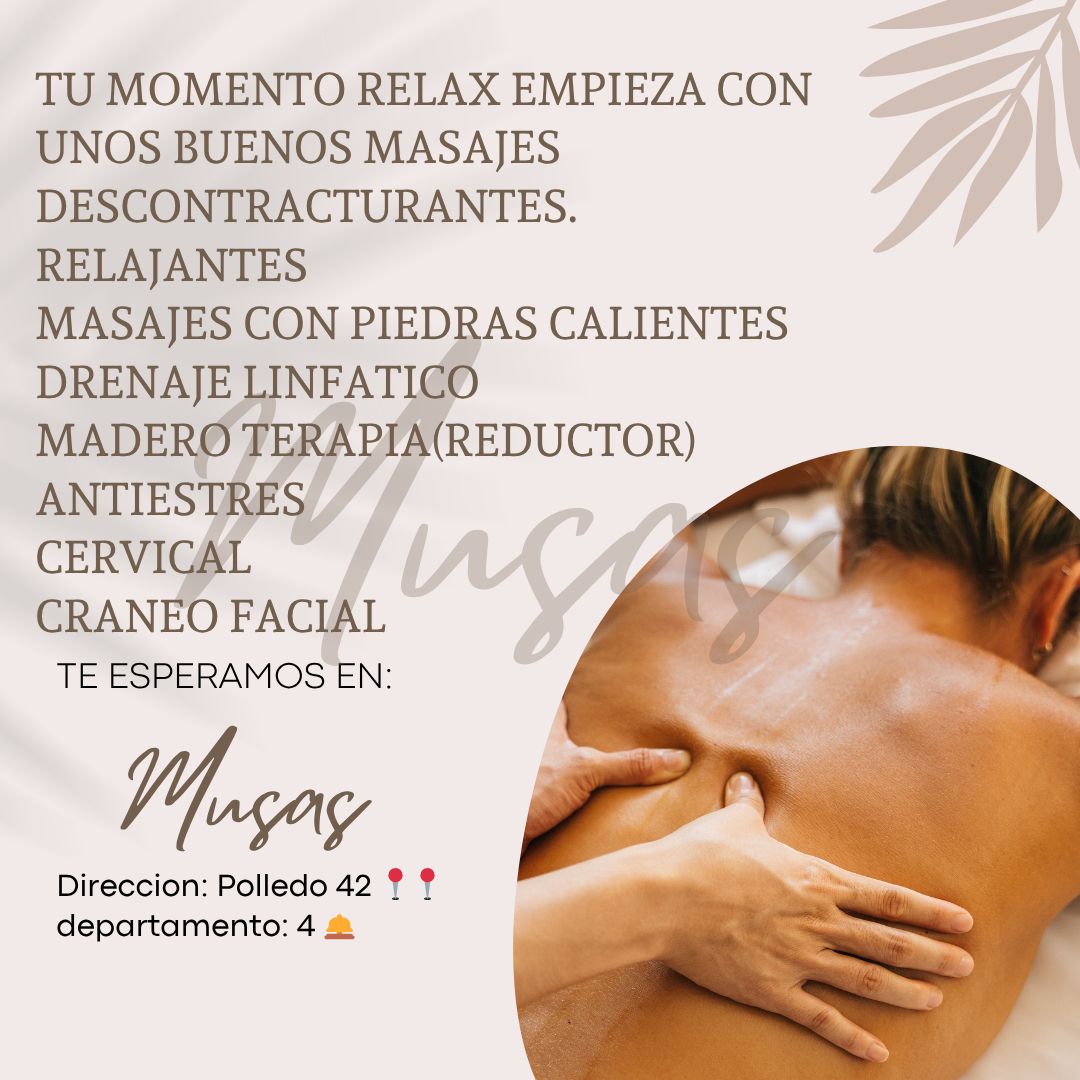 TU MOMENTO RELAX EMPIEZA CON
UNOS BUENOS MASAJES
DESCONTRACTURANTES.
RELAJANTES
MASAJES CON PIEDRAS CALIENTES
DRENAJE LINFATICO
MADERO TERAPIA(REDUCTOR)
ANTIESTRES
CERVICAL
CRANEO FACIAL
Musas
TE ESPERAMOS EN:
Musas
Direccion: Polledo 42 📍📍
departamento: 4 🛎️